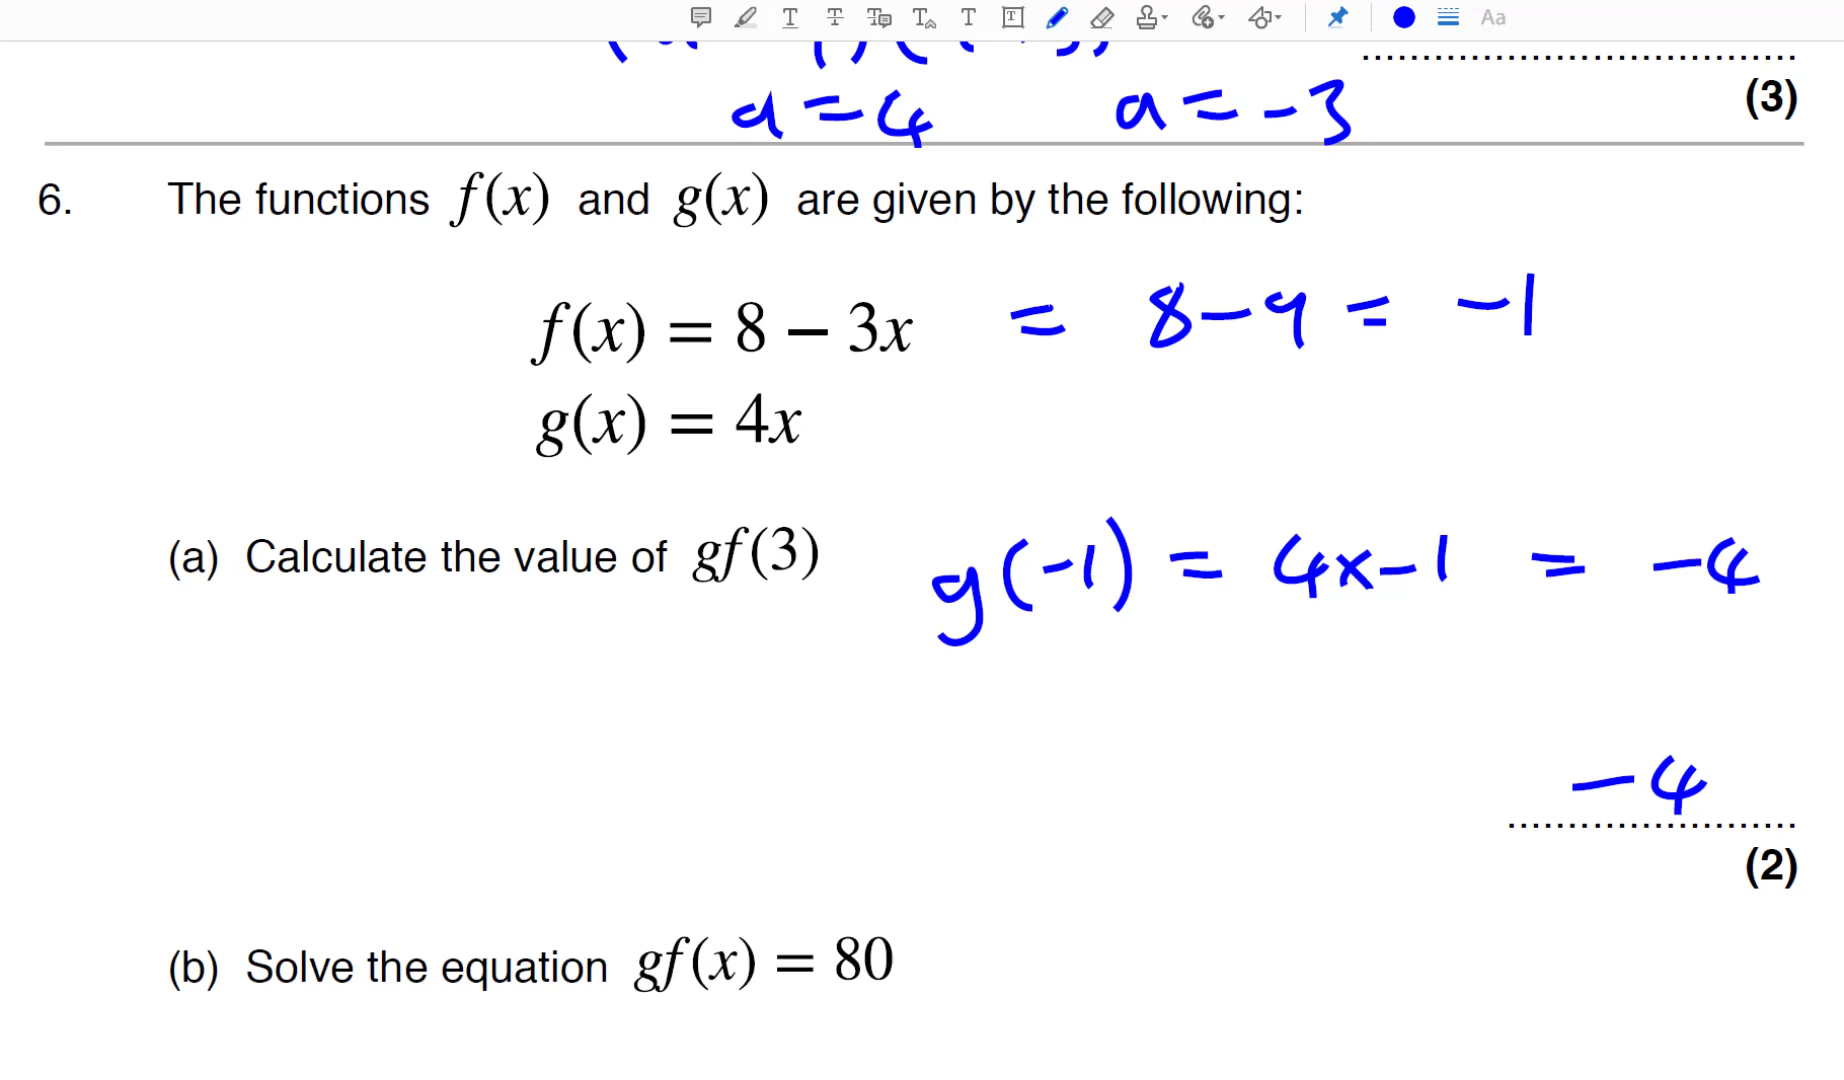 Aa
a = 4 a = -3
(3)
6. The functions f(x) and g(x) are given by the following:
f(x) = 8 – 3x = 8 - 9 = -1
g(x) = 4x
(a) Calculate the value of gf(3) g(-1) = 4x-1 = -4
-4
(2)
(b) Solve the equation gf(x) = 80